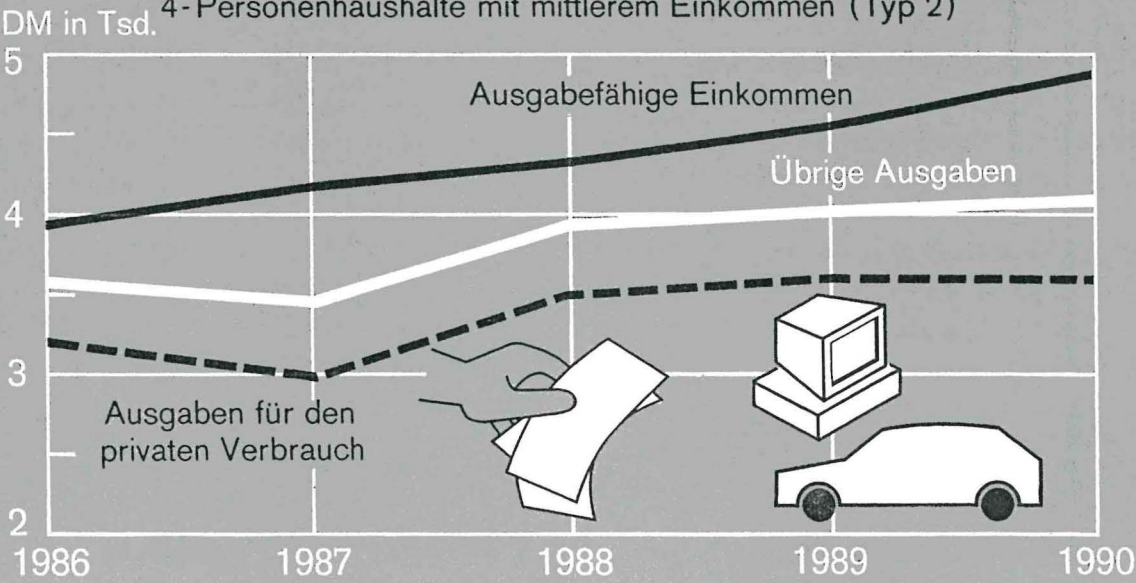 4-Personenhaushalte mit mittlerem Einkommen (Typ 2)
DM in Tsd.
5
Ausgabefähige Einkommen
Übrige Ausgaben
4
3
Ausgaben für den
privaten Verbrauch
2
1986 1987 1988 1989 1990